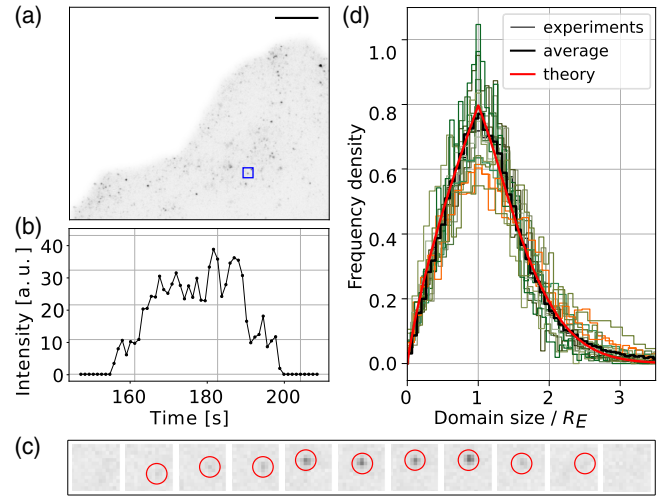 (a)
(b)
Intensity [a. u. ]
40
30
20
10
0
160
180
200
220
Time [s]
(c)
(d)
experiments
average
theory
Frequency density
1.0
0.8
0.6
0.4
0.2
0.0
0
1
2
3
Domain size / R_E